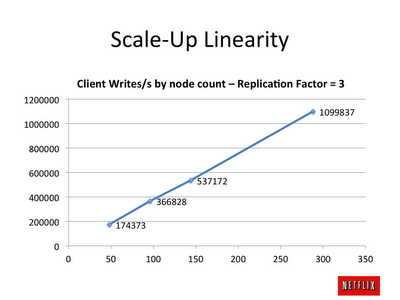 Scale-Up Linearity
Client Writes/s by node count – Replication Factor = 3
1200000
1000000
800000
600000
400000
200000
0
1099837
537172
366828
174373
0 50 100 150 200 250 300 350
NETFLIX